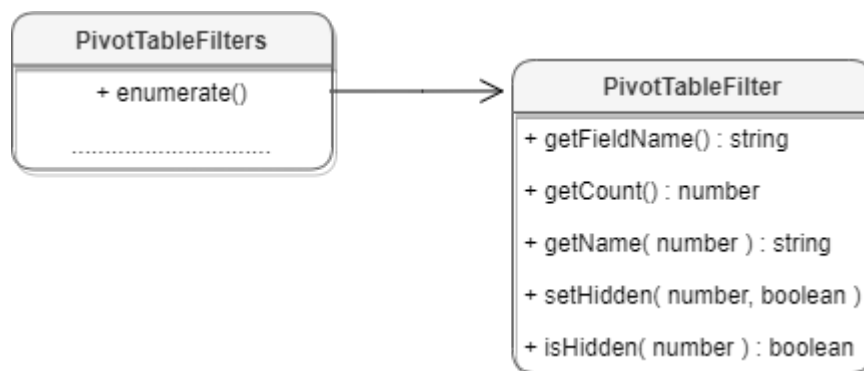 PivotTableFilters
+ enumerate()
PivotTableFilter
+ getFieldName() : string
+ getCount() : number
+ getName( number ) : string
+ setHidden( number, boolean )
+ isHidden( number ) : boolean